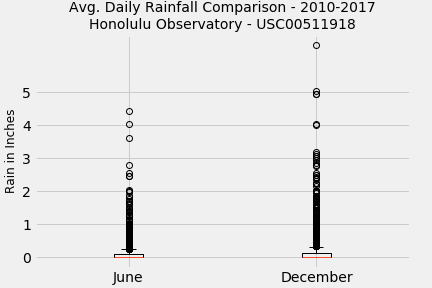 Avg. Daily Rainfall Comparison - 2010-2017
Honolulu Observatory - USC00511918
Rain in Inches
5
4
3
2
1
0
June
December